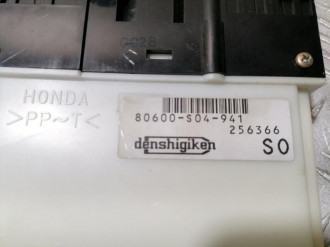 HONDA
>PP~T<
80600-S04-941
256366
denshigiken
S0